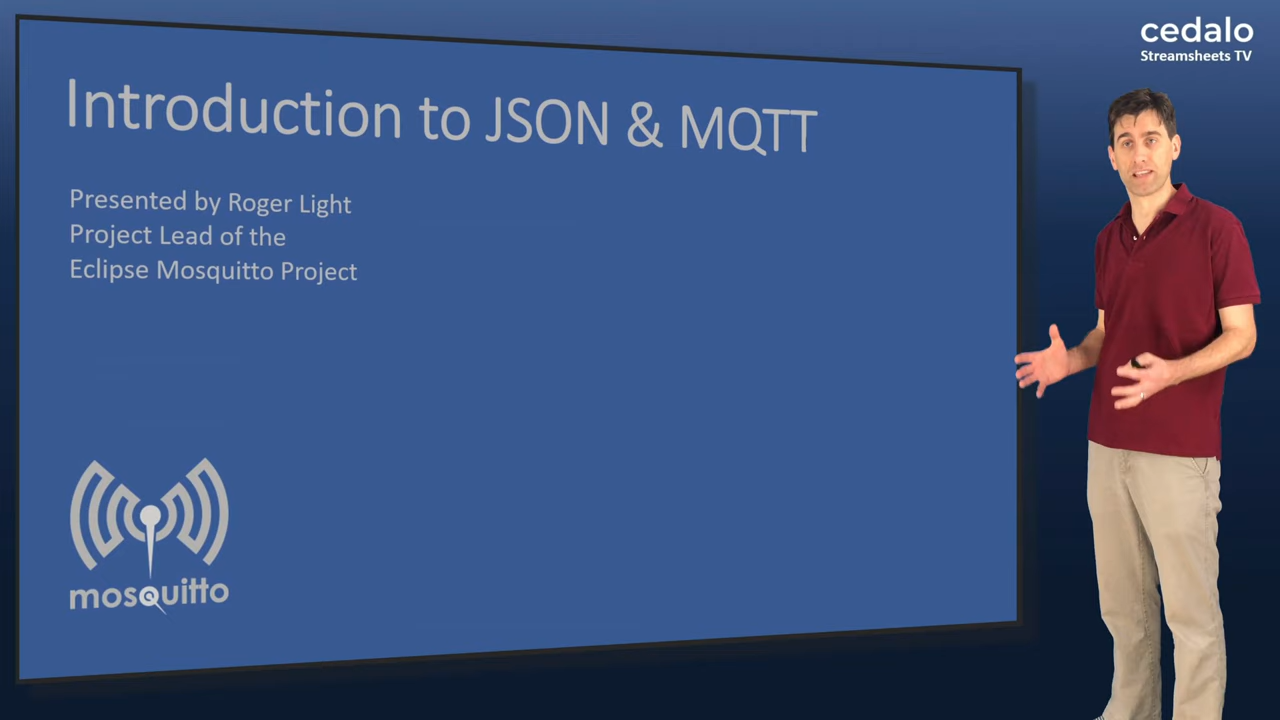 cedalo
Streamsheets TV
Introduction to JSON & MQTT
Presented by Roger Light
Project Lead of the
Eclipse Mosquitto Project
mosquitto